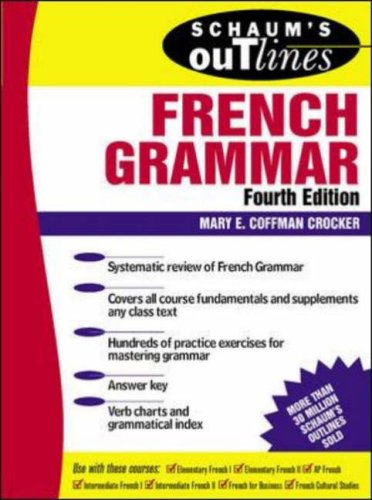 SCHAUM'S
ouTlines
FRENCH
GRAMMAR
Fourth Edition
MARY E. COFFMAN CROCKER
Systematic review of French Grammar
Covers all course fundamentals and supplements
any class text
Hundreds of practice exercises for
mastering grammar
Answer key
Verb charts and
grammatical index
MORE THAN
30 MILLION
SCHAUM'S
OUTLINES
SOLD
Use with these courses: Elementary French I Elementary French II AP French
Intermediate French I Intermediate French II French for Business French Cultural Studies